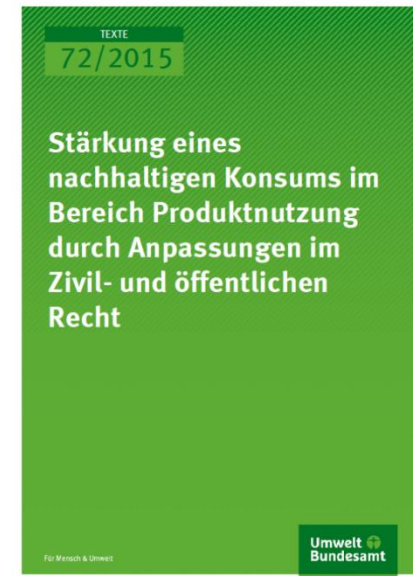 TEXTE
72/2015
Stärkung eines
nachhaltigen Konsums im
Bereich Produktnutzung
durch Anpassungen im
Zivil- und öffentlichen
Recht
Für Mensch & Umwelt
Umwelt
Bundesamt